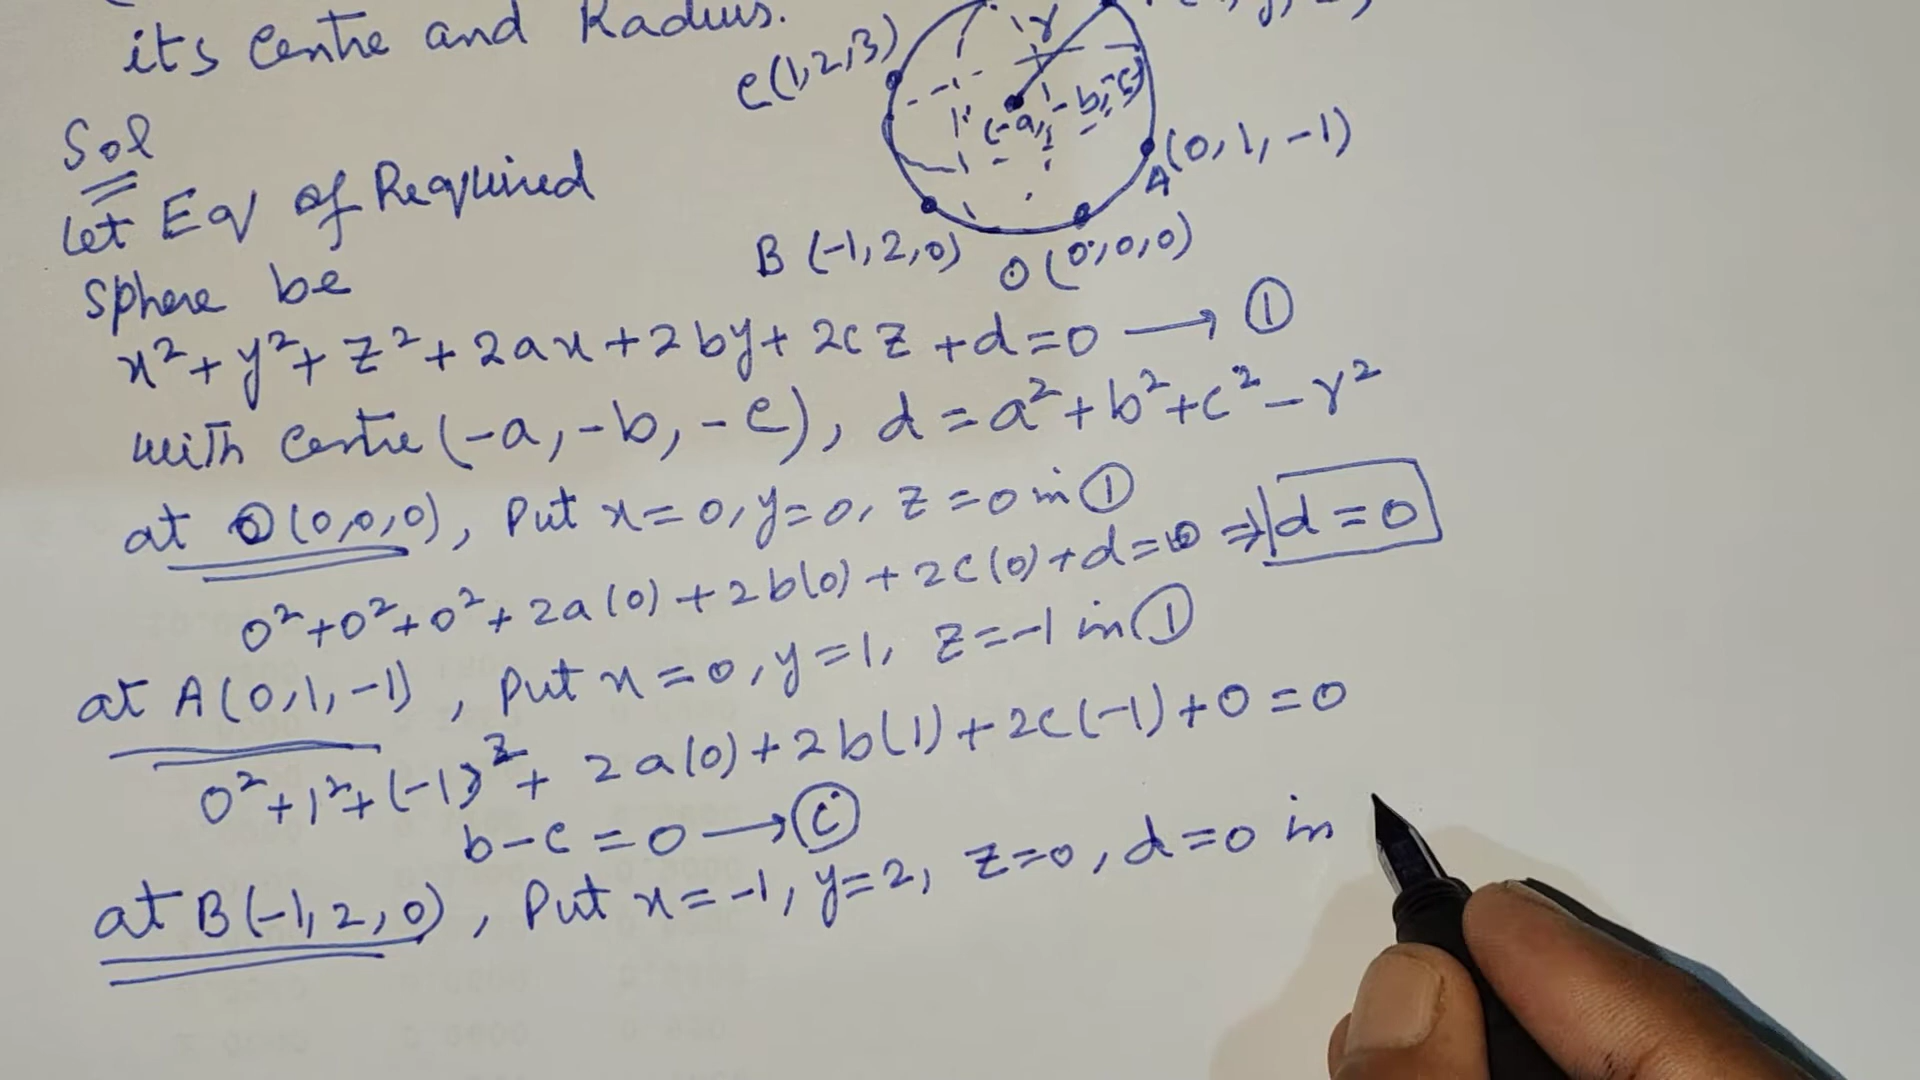 its Centre and Radius.
C(1,2,3)
r
(-a, -b, -c)
A(0, 1, -1)
B (-1, 2, 0)
O (0, 0, 0)
Sol
Let Eq of Required
Sphere be
x² + y² + z² + 2ax + 2by + 2cz + d = 0 → ①
with Centre (-a, -b, -c), d = a² + b² + c² - r²
at O(0,0,0), Put x=0, y=0, z=0 in ①
0² + 0² + 0² + 2a(0) + 2b(0) + 2c(0) + d = 0 ⇒ d = 0
at A(0,1,-1), Put x=0, y=1, z=-1 in ①
0² + 1² + (-1)² + 2a(0) + 2b(1) + 2c(-1) + 0 = 0
b - c = 0 → (i)
at B(-1,2,0), Put x=-1, y=2, z=0, d=0 in